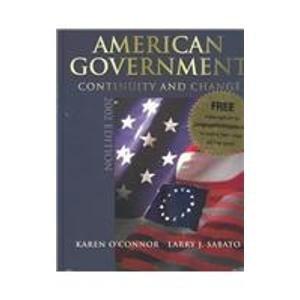 AMERICAN
GOVERNMENT
CONTINUITY AND CHANGE
2002 EDITION
FREE
KAREN O'CONNOR LARRY J. SABATO